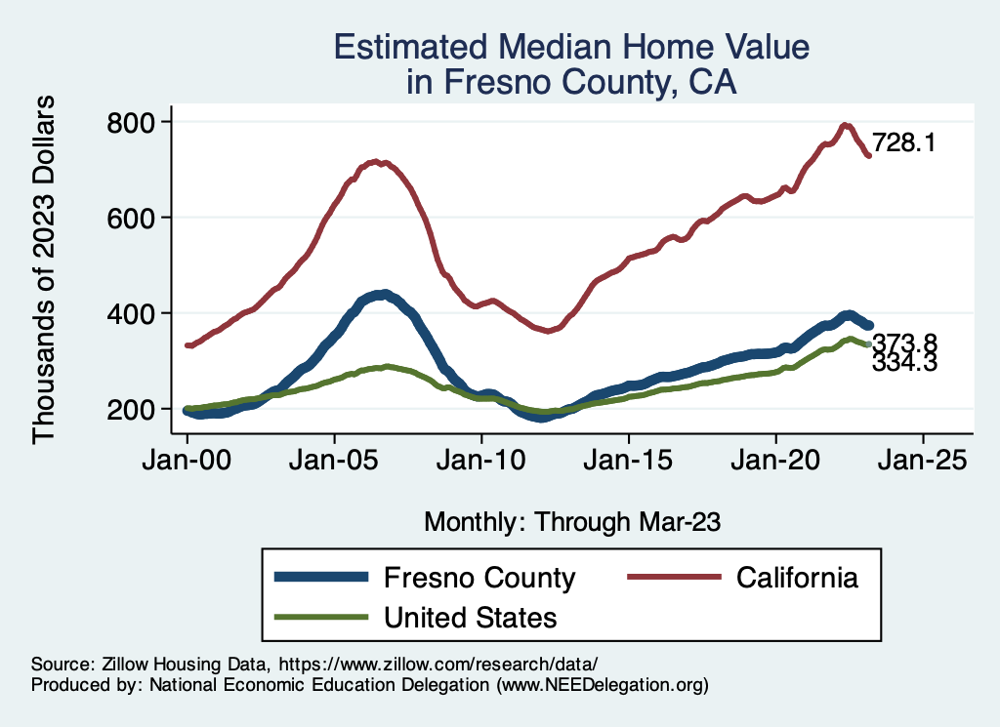 Estimated Median Home Value
in Fresno County, CA
Thousands of 2023 Dollars
800
600
400
200
728.1
373.8
334.3
Jan-00 Jan-05 Jan-10 Jan-15 Jan-20 Jan-25
Monthly: Through Mar-23
Fresno County California
United States
Source: Zillow Housing Data, https://www.zillow.com/research/data/
Produced by: National Economic Education Delegation (www.NEEDelegation.org)